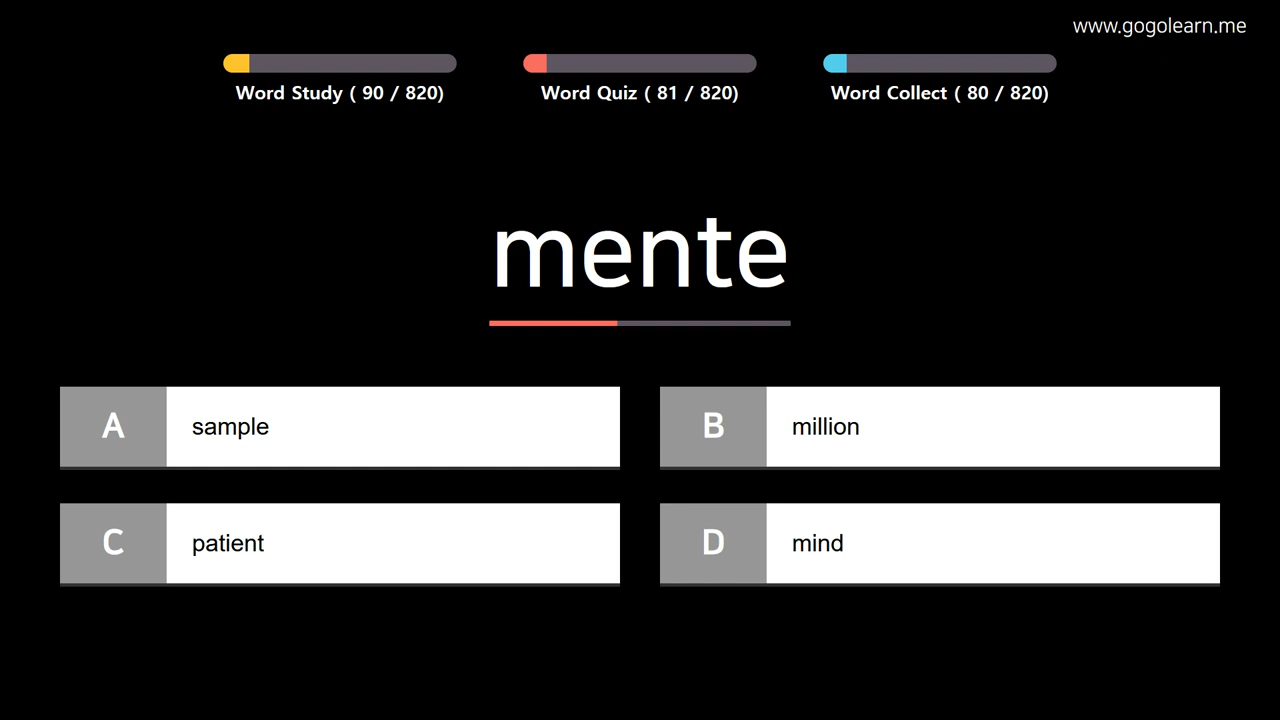 www.gogolearn.me
Word Study ( 90 / 820)
Word Quiz ( 81 / 820)
Word Collect ( 80 / 820)
mente
A sample
B million
C patient
D mind